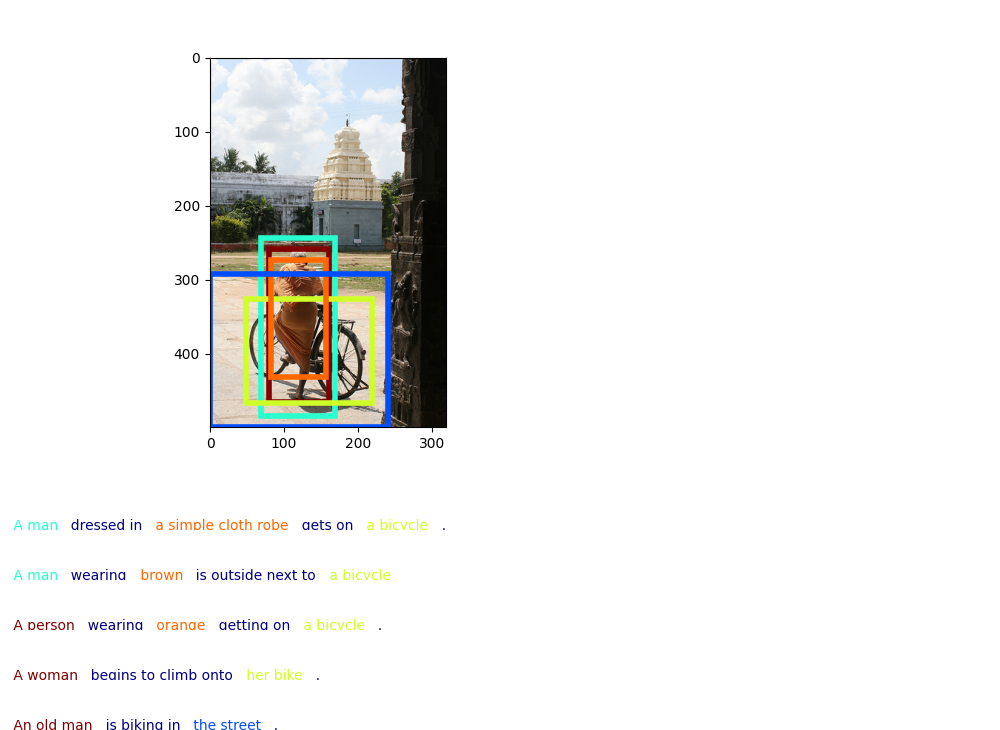 0
100
200
300
400
0 100 200 300
A man dressed in a simple cloth robe gets on a bicycle .
A man wearing brown is outside next to a bicycle
A person wearing orange getting on a bicycle .
A woman begins to climb onto her bike .
An old man is biking in the street .